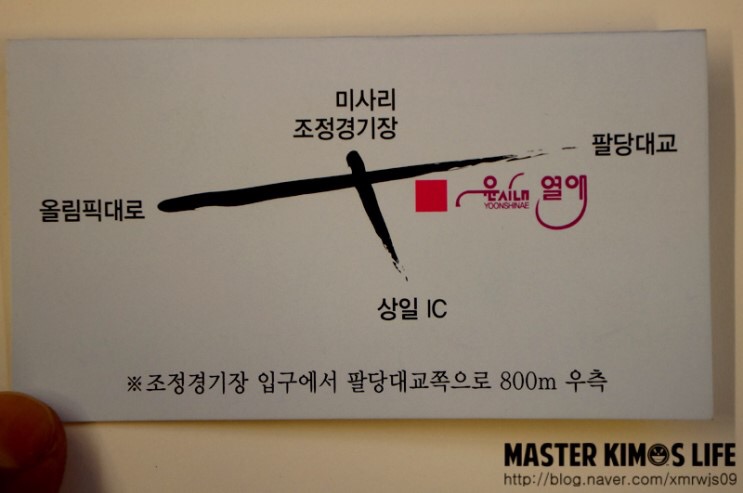 미사리
조정경기장
팔당대교
올림픽대로
윤시내 열애
YOONSHINAE
상일 IC
※조정경기장 입구에서 팔당대교쪽으로 800m 우측
MASTER KIM S LIFE
http://blog.naver.com/xmrwjs09